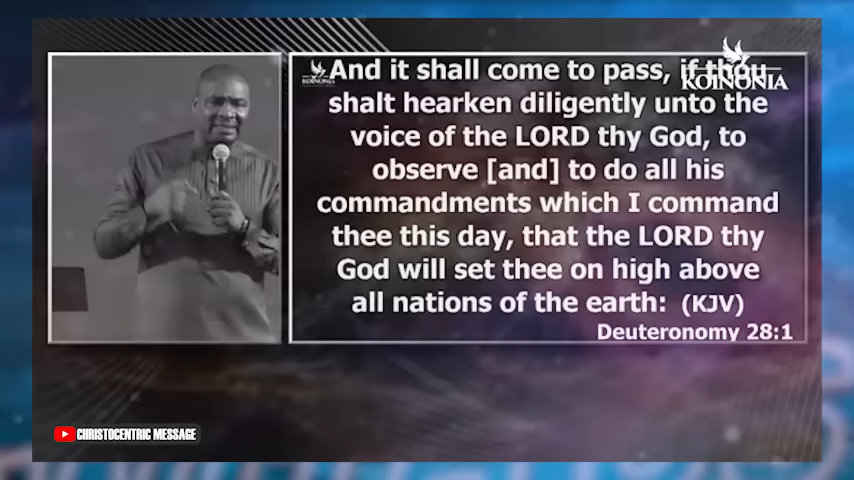 And it shall come to pass, if thou
shalt hearken diligently unto the
voice of the LORD thy God, to
observe [and] to do all his
commandments which I command
thee this day, that the LORD thy
God will set thee on high above
all nations of the earth: (KJV)
Deuteronomy 28:1
KOINONIA
KOINONIA
CHRISTOCENTRIC MESSAGE